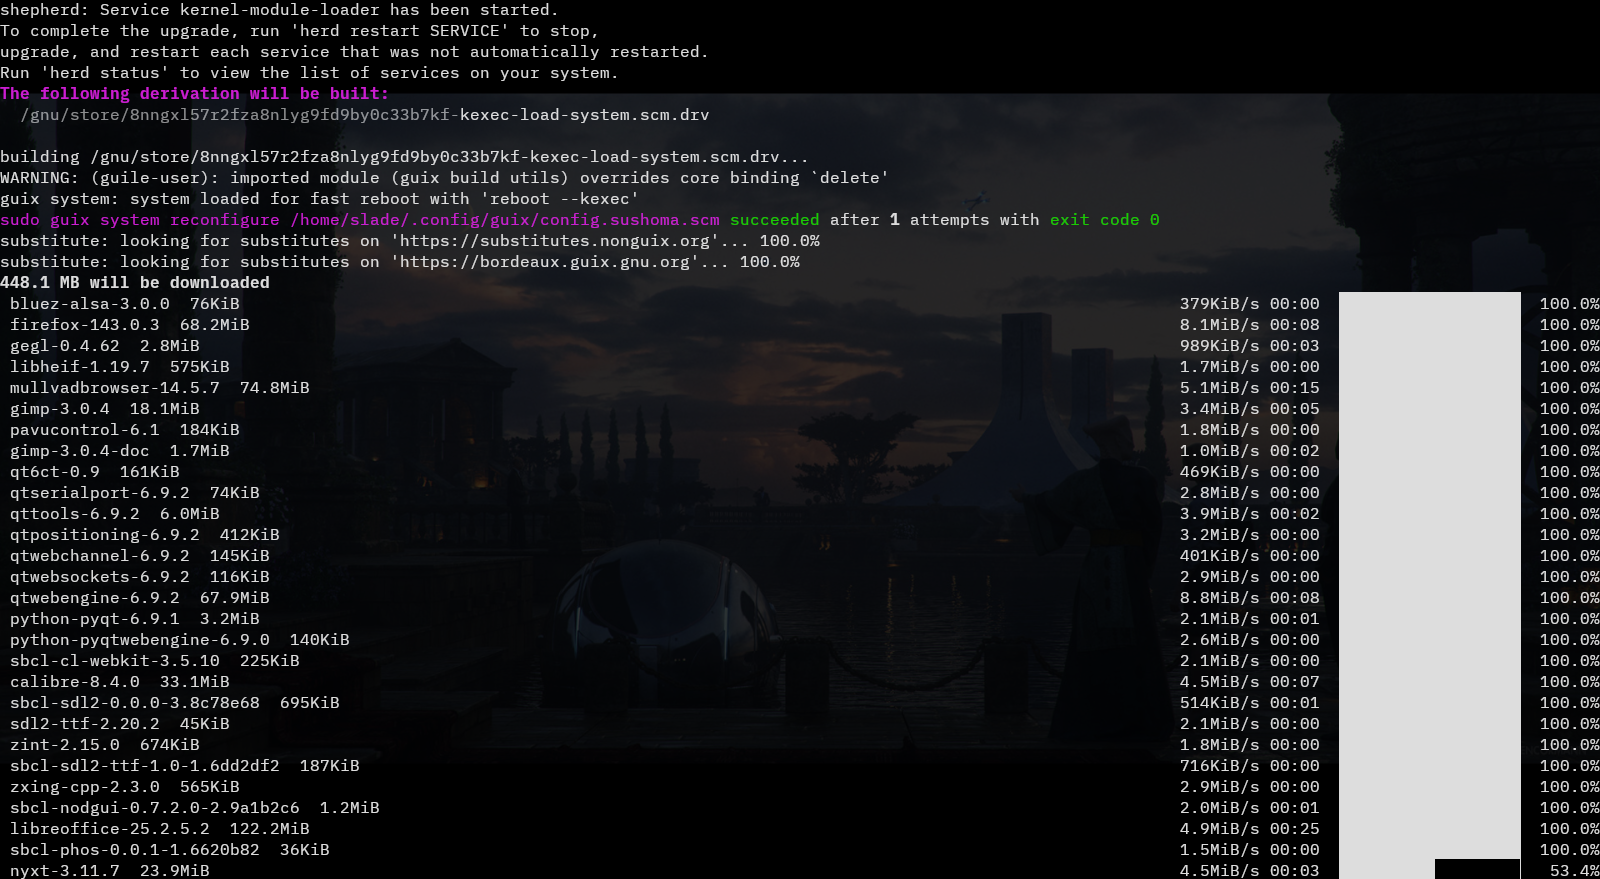 shepherd: Service kernel-module-loader has been started.
To complete the upgrade, run 'herd restart SERVICE' to stop,
upgrade, and restart each service that was not automatically restarted.
Run 'herd status' to view the list of services on your system.
The following derivation will be built:
/gnu/store/8nngxl57r2fza8nlyg9fd9by0c33b7kf-kexec-load-system.scm.drv
building /gnu/store/8nngxl57r2fza8nlyg9fd9by0c33b7kf-kexec-load-system.scm.drv...
WARNING: (guile-user): imported module (guix build utils) overrides core binding `delete'
guix system: system loaded for fast reboot with 'reboot --kexec'
sudo guix system reconfigure /home/slade/.config/guix/config.sushoma.scm succeeded after 1 attempts with exit code 0
substitute: looking for substitutes on 'https://substitutes.nonguix.org'... 100.0%
substitute: looking for substitutes on 'https://bordeaux.guix.gnu.org'... 100.0%
448.1 MB will be downloaded
bluez-alsa-3.0.0  76KiB 379KiB/s 00:00 100.0%
firefox-143.0.3  68.2MiB 8.1MiB/s 00:08 100.0%
gegl-0.4.62  2.8MiB 989KiB/s 00:03 100.0%
libheif-1.19.7  575KiB 1.7MiB/s 00:00 100.0%
mullvadbrowser-14.5.7  74.8MiB 5.1MiB/s 00:15 100.0%
gimp-3.0.4  18.1MiB 3.4MiB/s 00:05 100.0%
pavucontrol-6.1  184KiB 1.8MiB/s 00:00 100.0%
gimp-3.0.4-doc  1.7MiB 1.0MiB/s 00:02 100.0%
qt6ct-0.9  161KiB 469KiB/s 00:00 100.0%
qtserialport-6.9.2  74KiB 2.8MiB/s 00:00 100.0%
qttools-6.9.2  6.0MiB 3.9MiB/s 00:02 100.0%
qtpositioning-6.9.2  412KiB 3.2MiB/s 00:00 100.0%
qtwebchannel-6.9.2  145KiB 401KiB/s 00:00 100.0%
qtwebsockets-6.9.2  116KiB 2.9MiB/s 00:00 100.0%
qtwebengine-6.9.2  67.9MiB 8.8MiB/s 00:08 100.0%
python-pyqt-6.9.1  3.2MiB 2.1MiB/s 00:01 100.0%
python-pyqtwebengine-6.9.0  140KiB 2.6MiB/s 00:00 100.0%
sbcl-cl-webkit-3.5.10  225KiB 2.1MiB/s 00:00 100.0%
calibre-8.4.0  33.1MiB 4.5MiB/s 00:07 100.0%
sbcl-sdl2-0.0.0-3.8c78e68  695KiB 514KiB/s 00:01 100.0%
sdl2-ttf-2.20.2  45KiB 2.1MiB/s 00:00 100.0%
zint-2.15.0  674KiB 1.8MiB/s 00:00 100.0%
sbcl-sdl2-ttf-1.0-1.6dd2df2  187KiB 716KiB/s 00:00 100.0%
zxing-cpp-2.3.0  565KiB 2.9MiB/s 00:00 100.0%
sbcl-nodgui-0.7.2.0-2.9a1b2c6  1.2MiB 2.0MiB/s 00:01 100.0%
libreoffice-25.2.5.2  122.2MiB 4.9MiB/s 00:25 100.0%
sbcl-phos-0.0.1-1.6620b82  36KiB 1.5MiB/s 00:00 100.0%
nyxt-3.11.7  23.9MiB 4.5MiB/s 00:03 53.4%